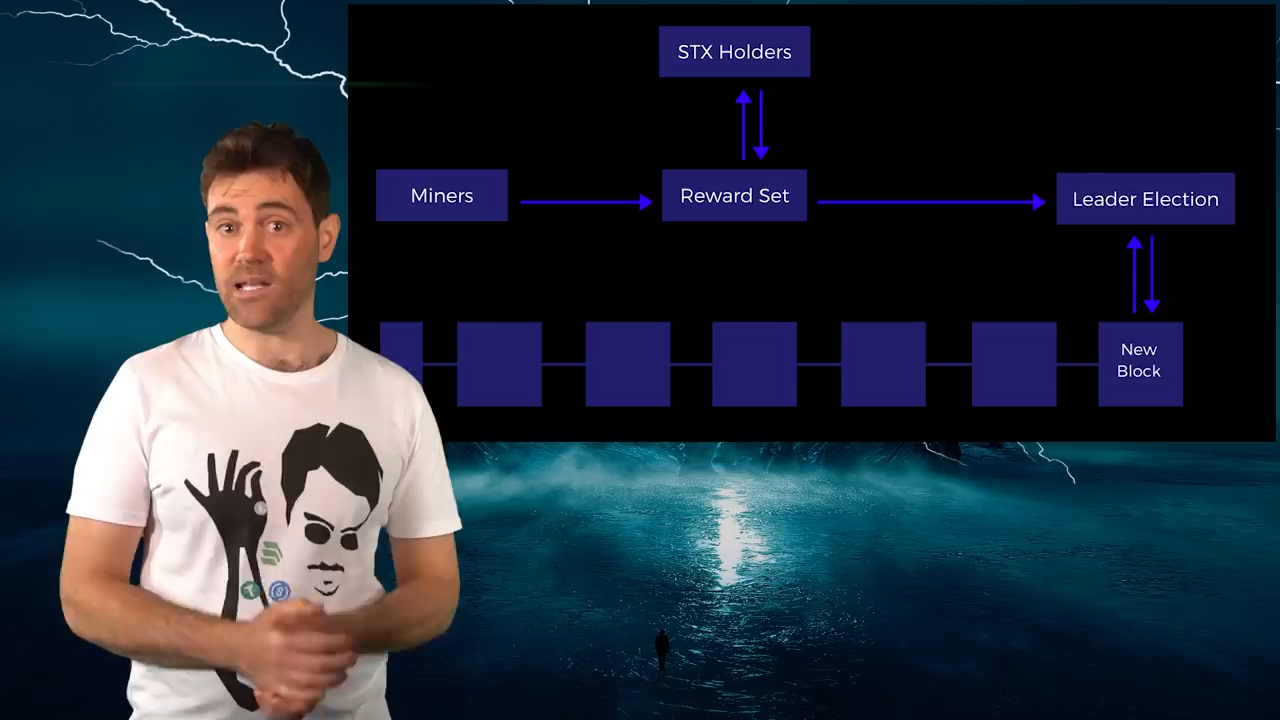 STX Holders
Miners
Reward Set
Leader Election
New
Block